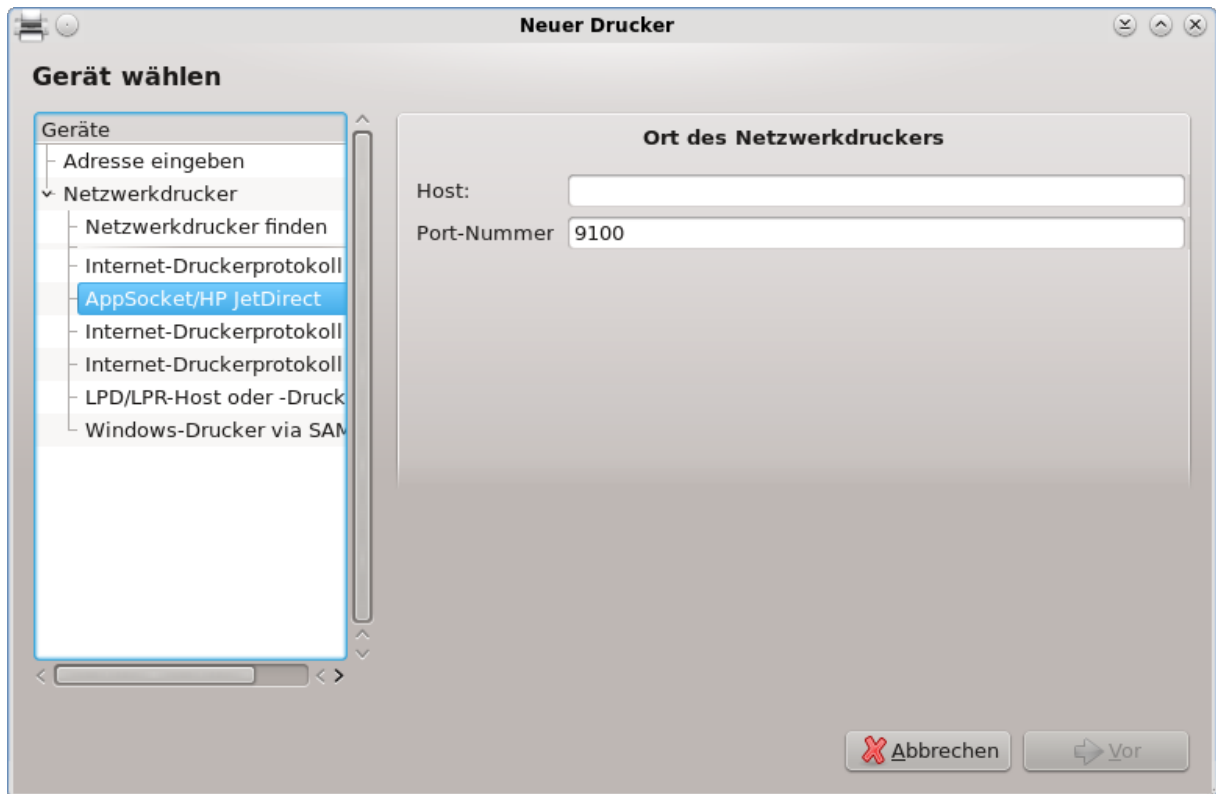 Neuer Drucker
Gerät wählen
Geräte
Adresse eingeben
Netzwerkdrucker
Netzwerkdrucker finden
Internet-Druckerprotokoll
AppSocket/HP JetDirect
Internet-Druckerprotokoll
Internet-Druckerprotokoll
LPD/LPR-Host oder -Druck
Windows-Drucker via SAM
Ort des Netzwerkdruckers
Host:
Port-Nummer 9100
Abbrechen
Vor